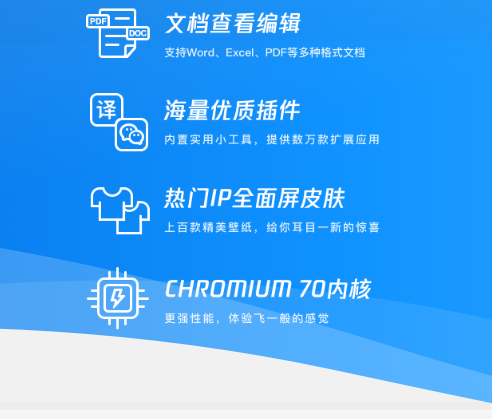 PDF
DOC
文档查看编辑
支持Word、Excel、PDF等多种格式文档
译
海量优质插件
内置实用小工具，提供数万款扩展应用
热门IP全面屏皮肤
上百款精美壁纸，给你耳目一新的惊喜
CHROMIUM 70内核
更强性能，体验飞一般的感觉